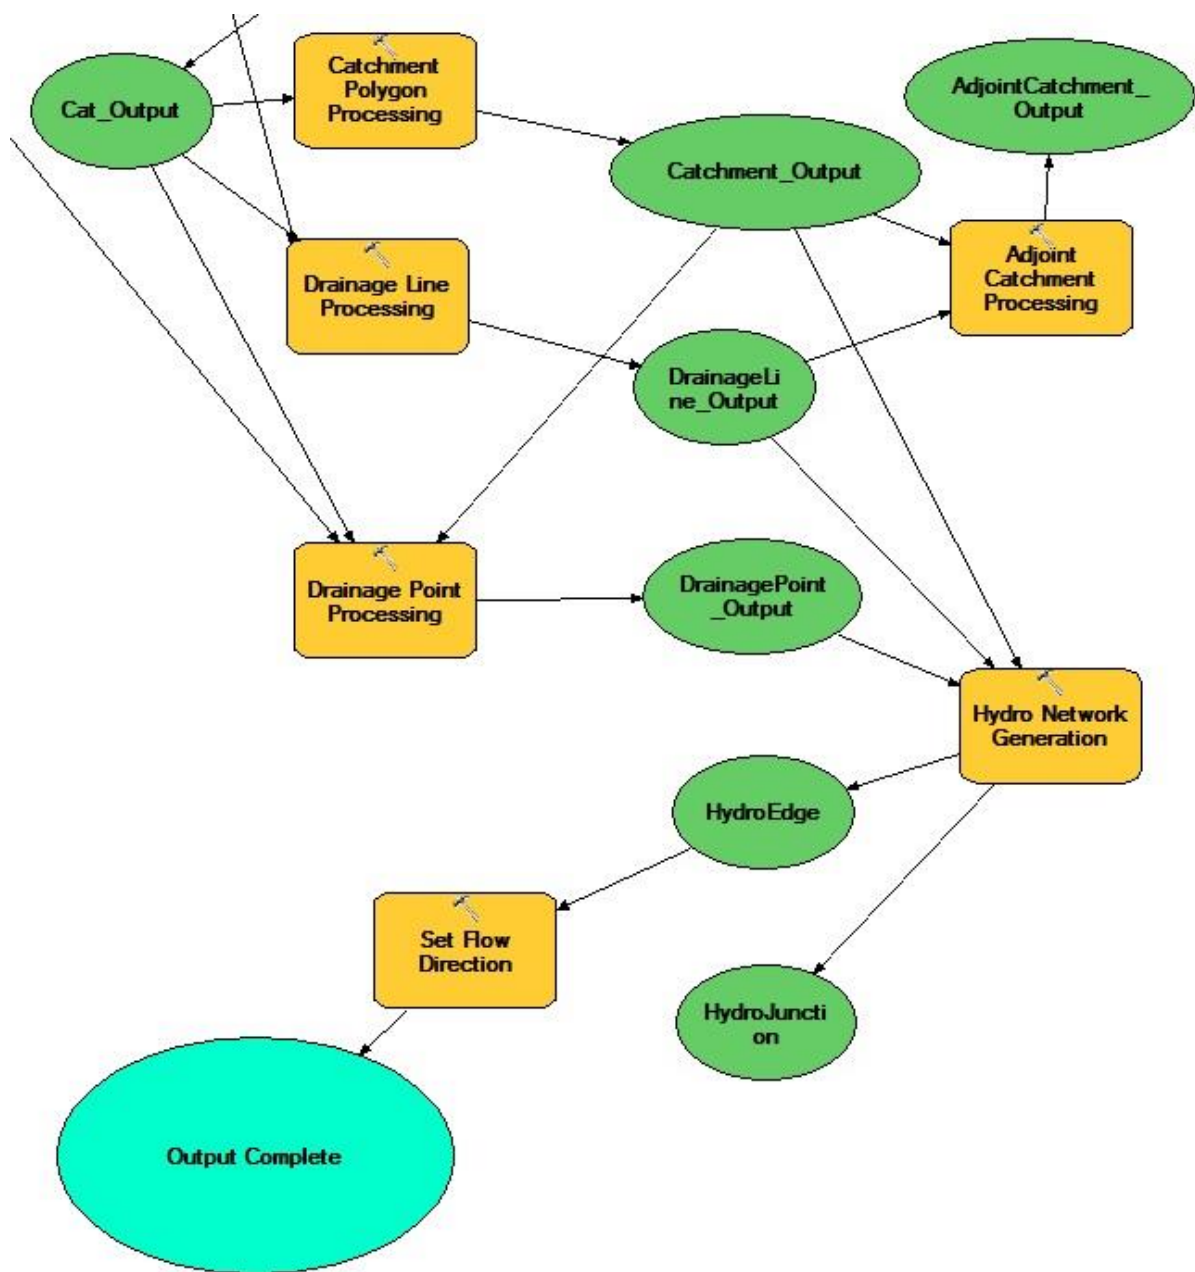 Catchment
Polygon
Processing
Cat_Output
AdjointCatchment_
Output
Catchment_Output
Drainage Line
Processing
Adjoint
Catchment
Processing
DrainageLi
ne_Output
Drainage Point
Processing
DrainagePoint
_Output
Hydro Network
Generation
HydroEdge
Set Flow
Direction
HydroJuncti
on
Output Complete